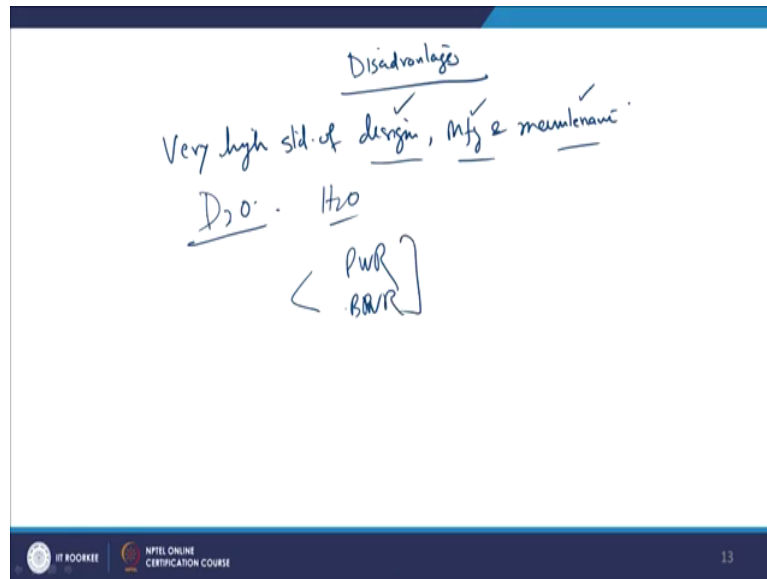 Disadvantages
Very high std. of design, Mfg & maintenance
D2O. H2O
< PWR
BWR
IIT ROORKEE
NPTEL ONLINE
CERTIFICATION COURSE
13